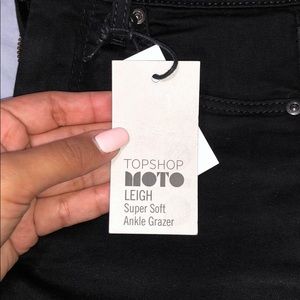 TOPSHOP
MOTO
LEIGH
Super Soft
Ankle Grazer